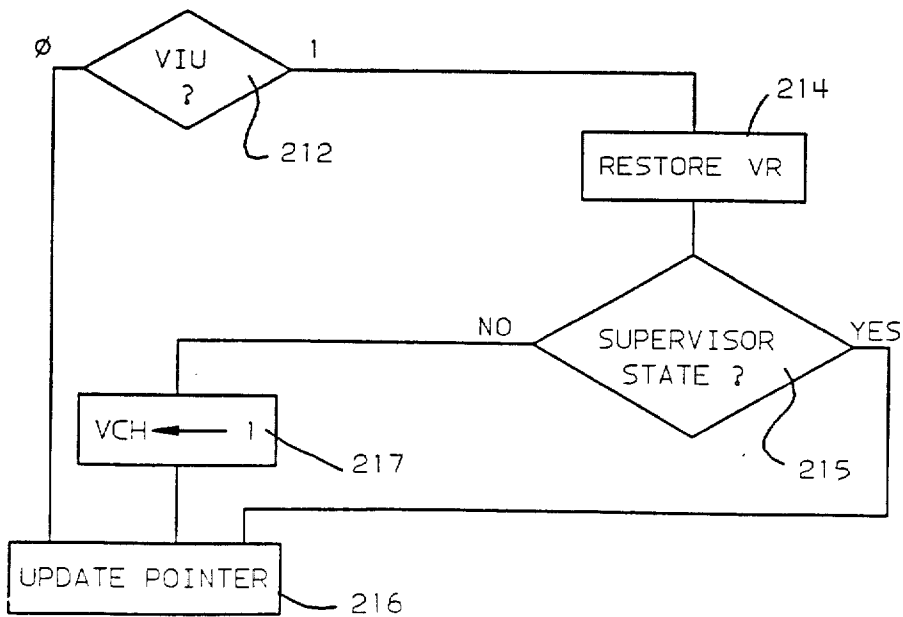 Ø
1
VIU
?
212
214
RESTORE VR
NO
YES
SUPERVISOR
STATE ?
215
VCH ← 1
217
UPDATE POINTER
216